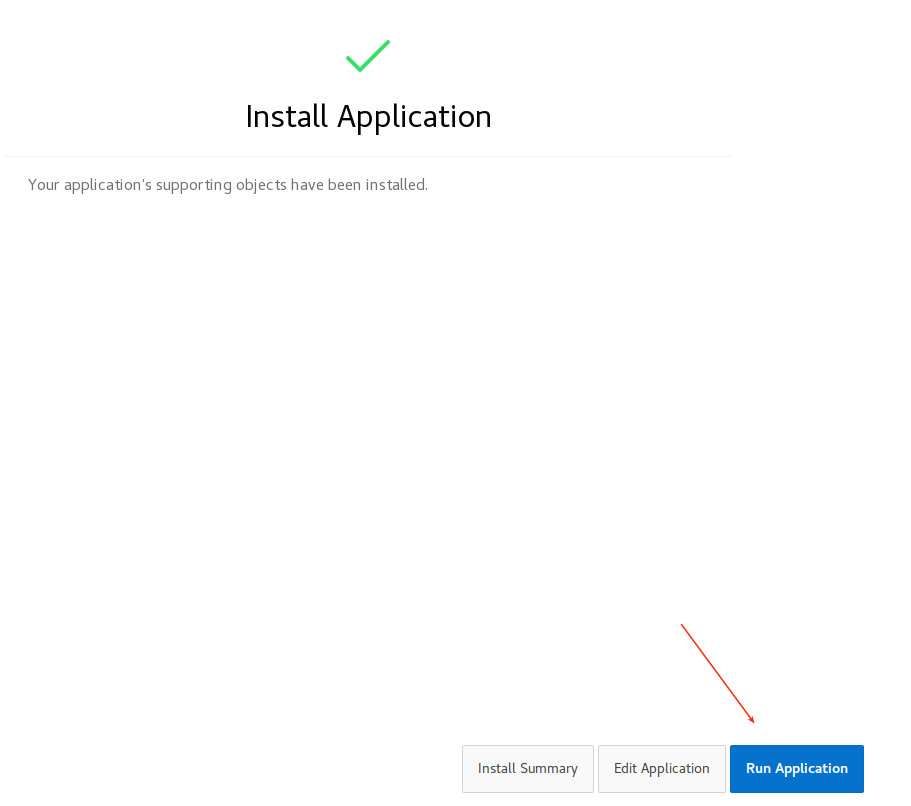 Install Application
Your application's supporting objects have been installed.
Install Summary
Edit Application
Run Application